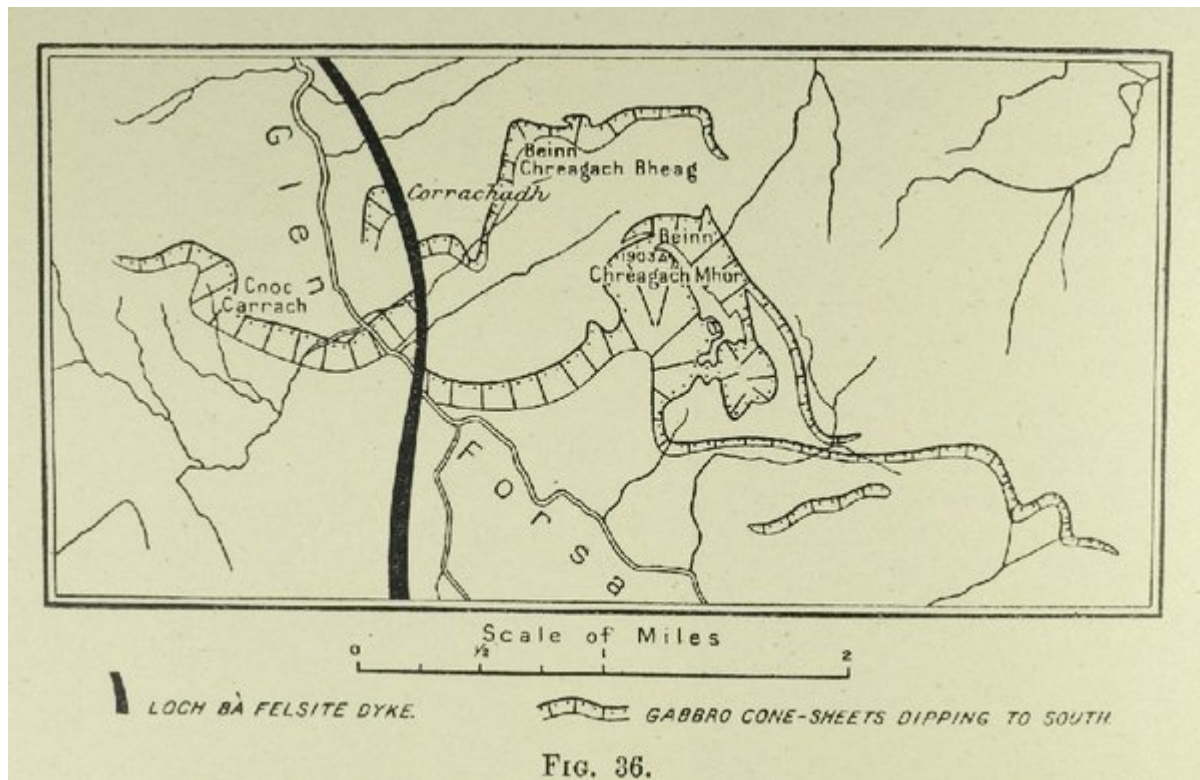 Glen
Beinn
Chreagach Bheag
Corrachadh
Beinn
1903
Chreagach Mhor
Cnoc
Carrach
Forsa
Scale of Miles
0 ½ 1 2
LOCH BÀ FELSITE DYKE.
GABBRO CONE-SHEETS DIPPING TO SOUTH.
FIG. 36.